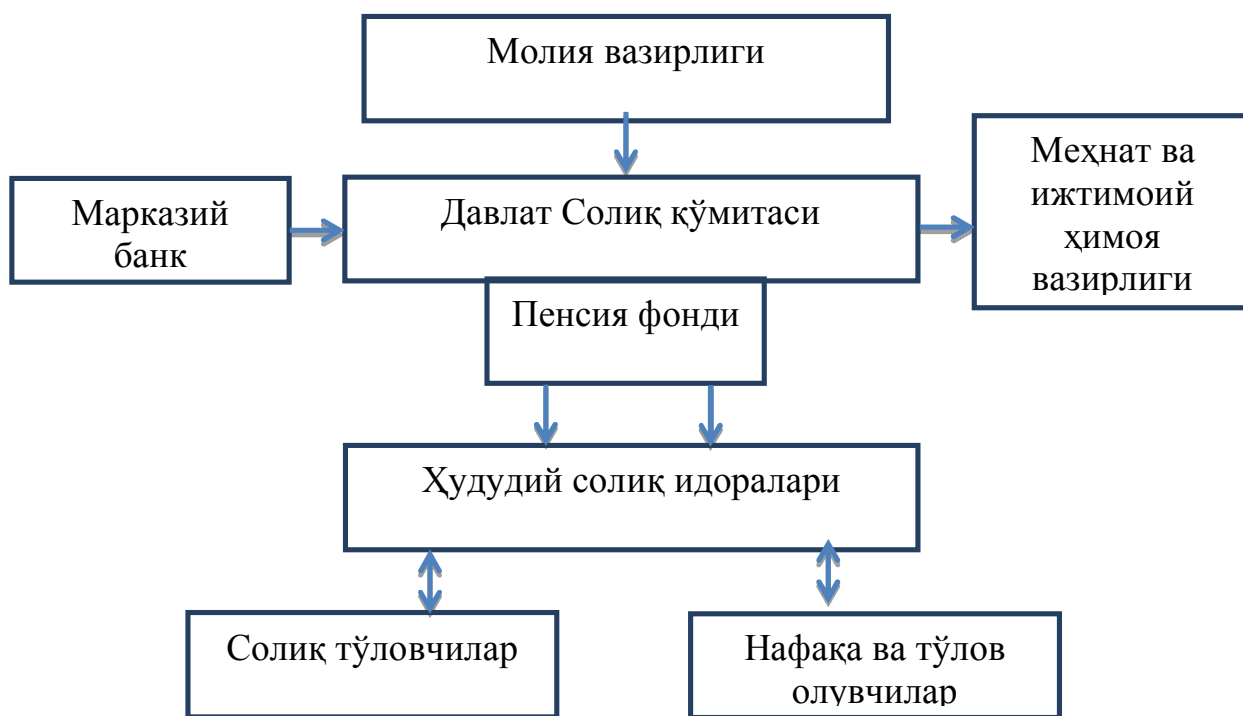 Молия вазирлиги
Марказий
банк
Давлат Солиқ қўмитаси
Меҳнат ва
ижтимоий
ҳимоя
вазирлиги
Пенсия фонди
Ҳудудий солиқ идоралари
Солиқ тўловчилар
Нафақа ва тўлов
олувчилар